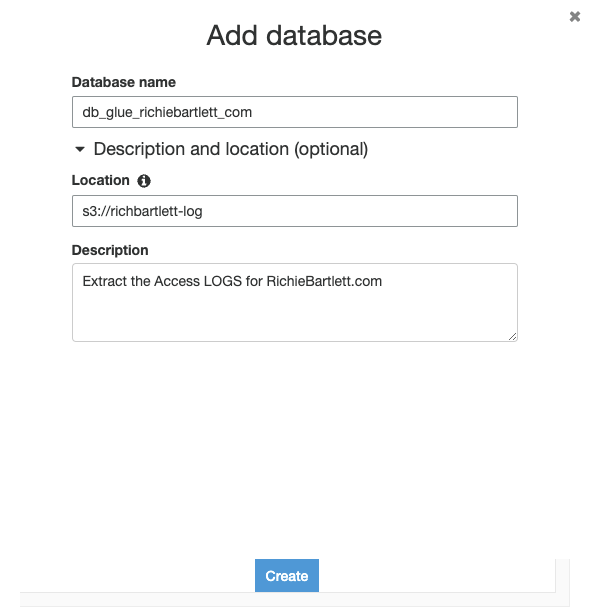 Add database
Database name
db_glue_richiebartlett_com
Description and location (optional)
Location
s3://richbartlett-log
Description
Extract the Access LOGS for RichieBartlett.com
Create